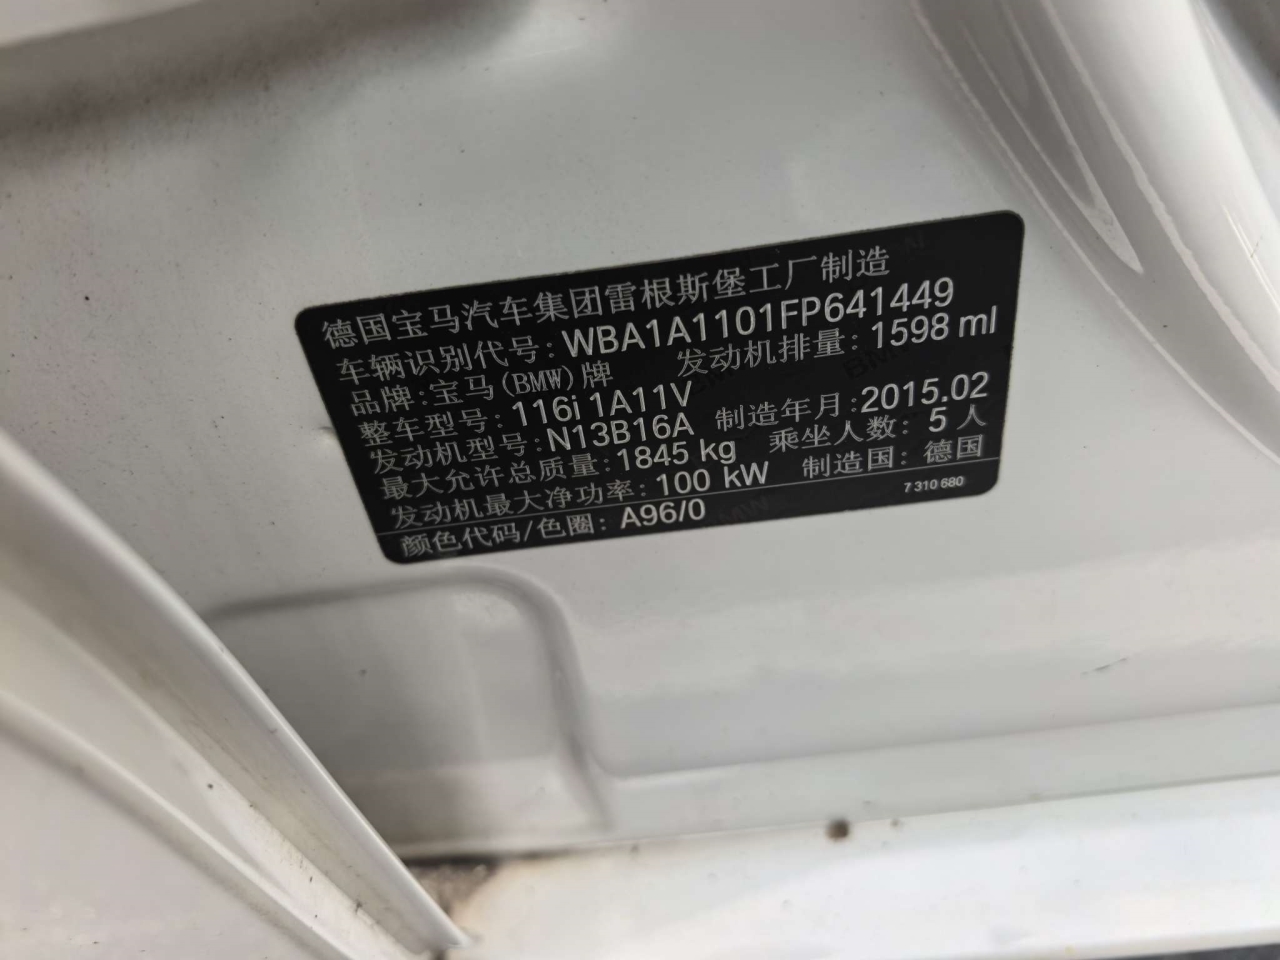 德国宝马汽车集团雷根斯堡工厂制造
车辆识别代号: WBA1A1101FP641449
品牌: 宝马(BMW)牌 发动机排量: 1598 ml
整车型号: 116i 1A11V
发动机型号: N13B16A 制造年月: 2015.02
最大允许总质量: 1845 kg 乘坐人数: 5 人
发动机最大净功率: 100 kW 制造国: 德国
颜色代码/色圈: A96/0 7 310 680